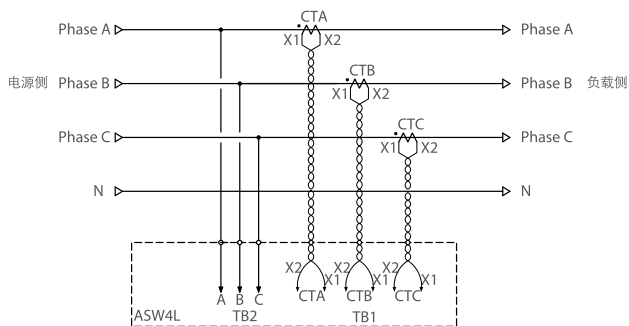 CTA
Phase A X1 X2 Phase A
CTB
电源侧 Phase B X1 X2 Phase B 负载侧
CTC
Phase C X1 X2 Phase C
N N
X2 X1 X2 X1 X2 X1
A B C CTA CTB CTC
ASW4L TB2 TB1